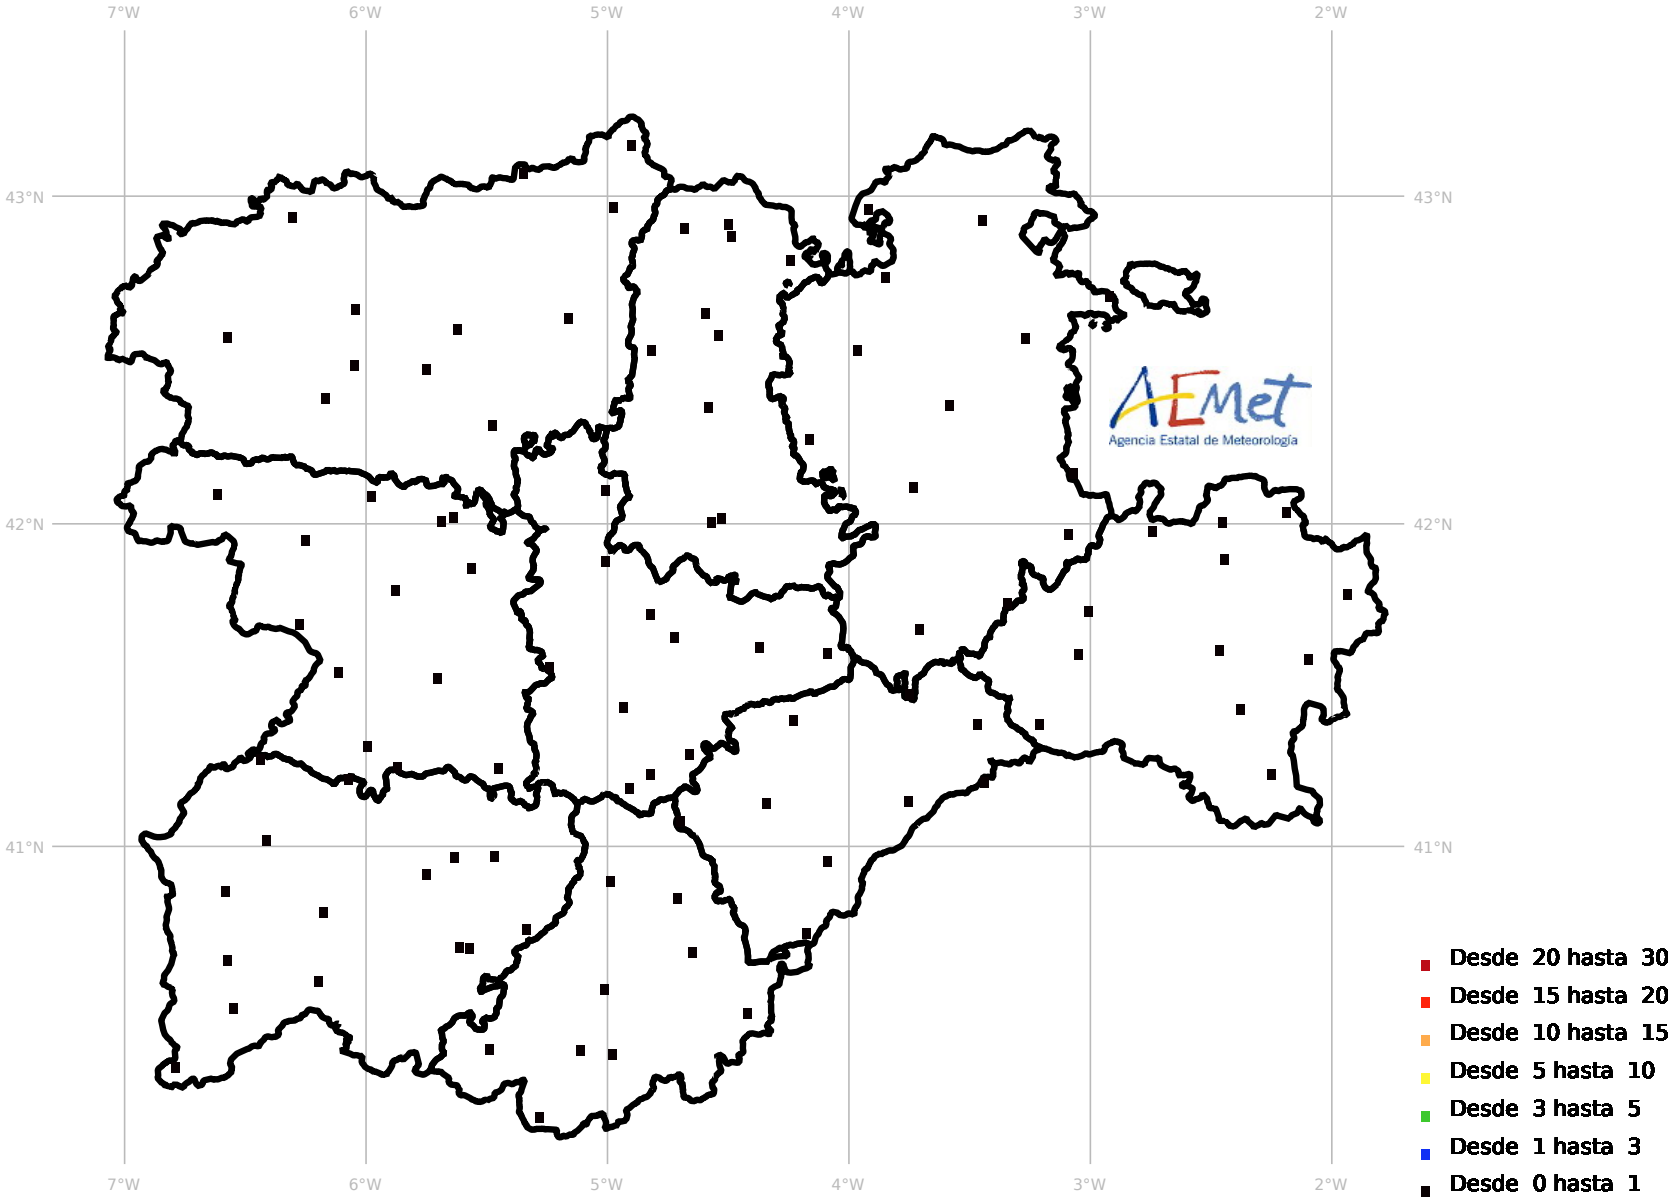 7°W 6°W 5°W 4°W 3°W 2°W
43°N 43°N
AEMet
Agencia Estatal de Meteorología
42°N 42°N
41°N 41°N
Desde 20 hasta 30
Desde 15 hasta 20
Desde 10 hasta 15
Desde 5 hasta 10
Desde 3 hasta 5
Desde 1 hasta 3
Desde 0 hasta 1
7°W 6°W 5°W 4°W 3°W 2°W